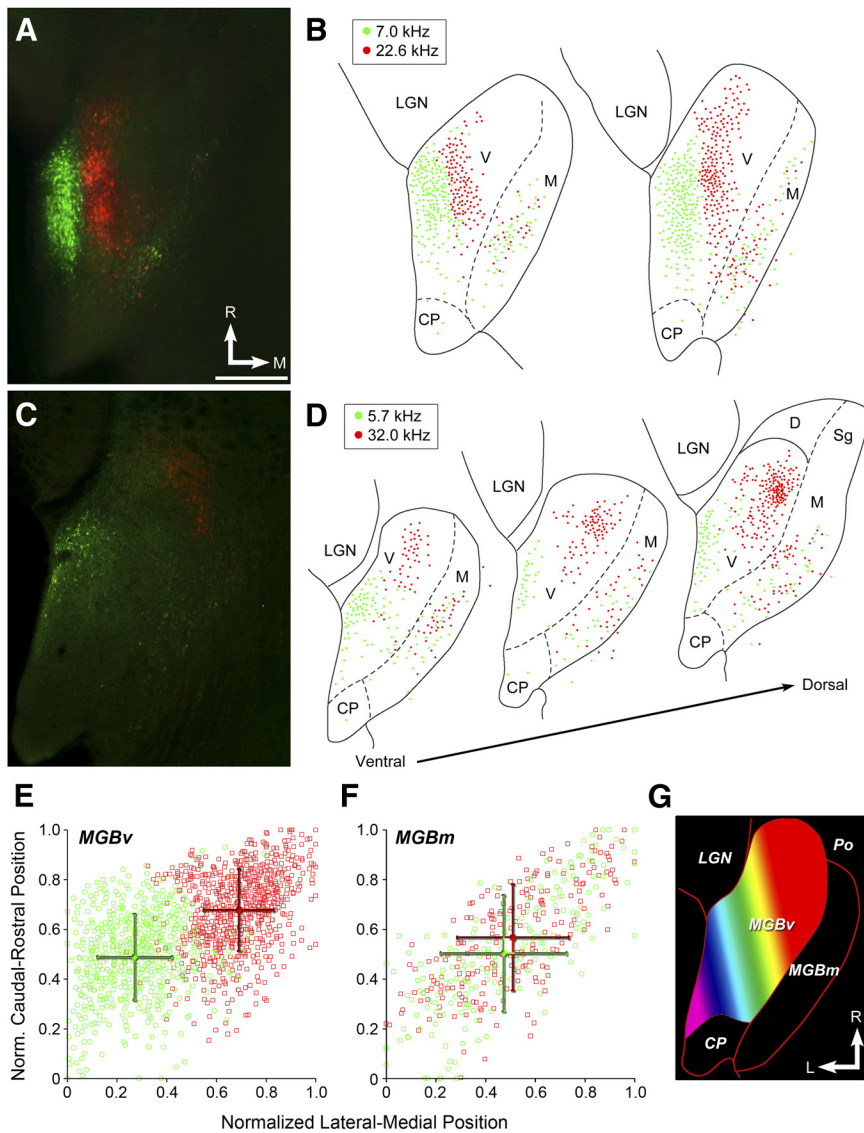 A
R
M
B
7.0 kHz
22.6 kHz
LGN
V
M
CP
LGN
V
M
CP
C
D
5.7 kHz
32.0 kHz
LGN
V
M
CP
LGN
V
M
CP
LGN
D
Sg
M
V
CP
Ventral
Dorsal
E
MGBv
Norm. Caudal-Rostral Position
1.0
0.8
0.6
0.4
0.2
0
0
0.2
0.4
0.6
0.8
1.0
F
MGBm
1.0
0.8
0.6
0.4
0.2
0
0
0.2
0.4
0.6
0.8
1.0
Normalized Lateral-Medial Position
G
LGN
Po
MGBv
MGBm
CP
R
L